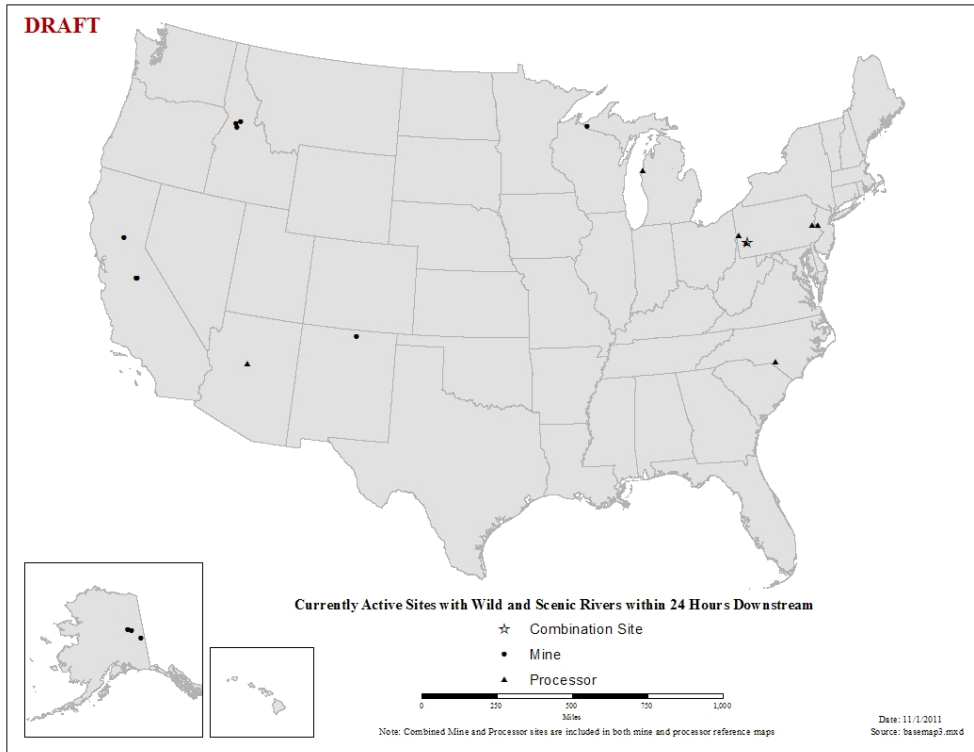 DRAFT
Currently Active Sites with Wild and Scenic Rivers within 24 Hours Downstream
Combination Site
Mine
Processor
0 250 500 750 1,000
Miles
Note: Combined Mine and Processor sites are included in both mine and processor reference maps
Date: 11/1/2011
Source: basemap3.mxd